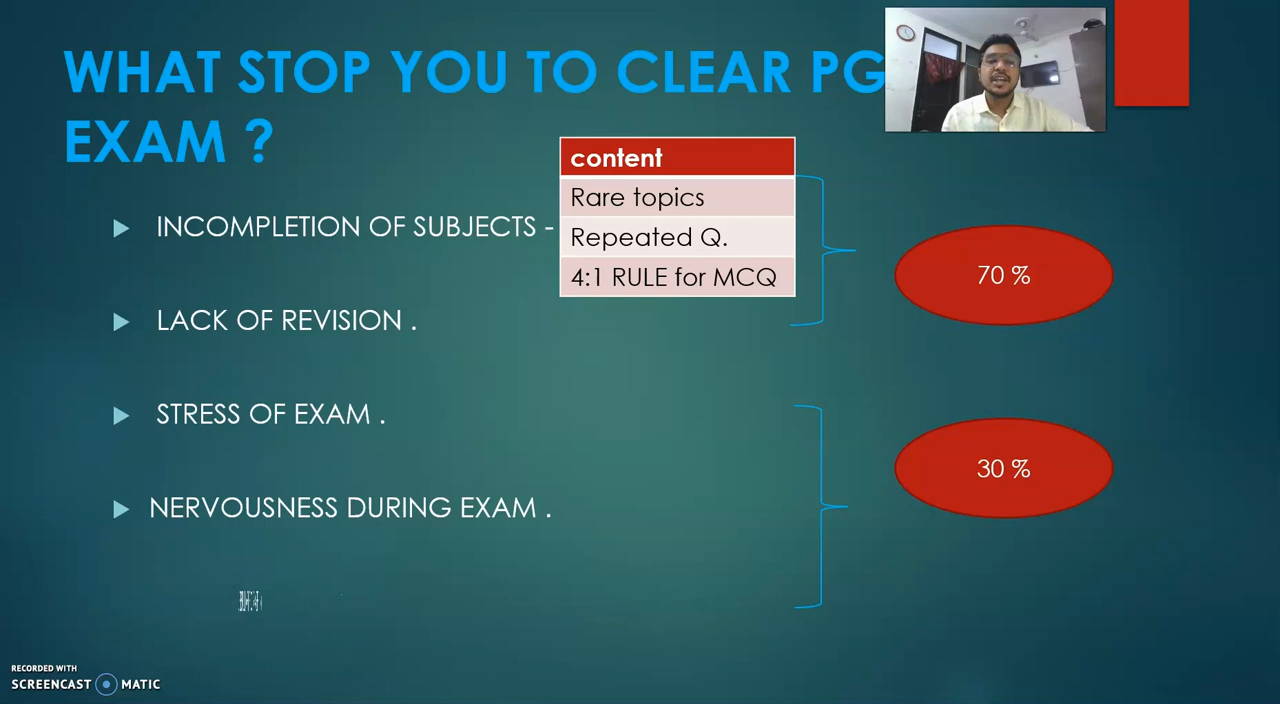 WHAT STOP YOU TO CLEAR PG
EXAM ?
content
Rare topics
Repeated Q.
4:1 RULE for MCQ
INCOMPLETION OF SUBJECTS -
LACK OF REVISION .
STRESS OF EXAM .
NERVOUSNESS DURING EXAM .
70 %
30 %
RECORDED WITH
SCREENCAST MATIC